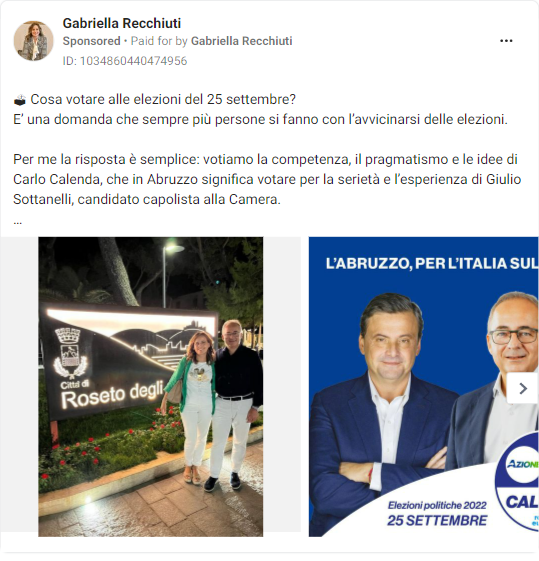 Gabriella Recchiuti
Sponsored • Paid for by Gabriella Recchiuti
ID: 1034860440474956
🗳 Cosa votare alle elezioni del 25 settembre?
E’ una domanda che sempre più persone si fanno con l’avvicinarsi delle elezioni.
Per me la risposta è semplice: votiamo la competenza, il pragmatismo e le idee di
Carlo Calenda, che in Abruzzo significa votare per la serietà e l’esperienza di Giulio
Sottanelli, candidato capolista alla Camera.
...
Città di
Roseto degli
L'ABRUZZO, PER L'ITALIA SUL
AZIONE
CAL
Elezioni politiche 2022
25 SETTEMBRE